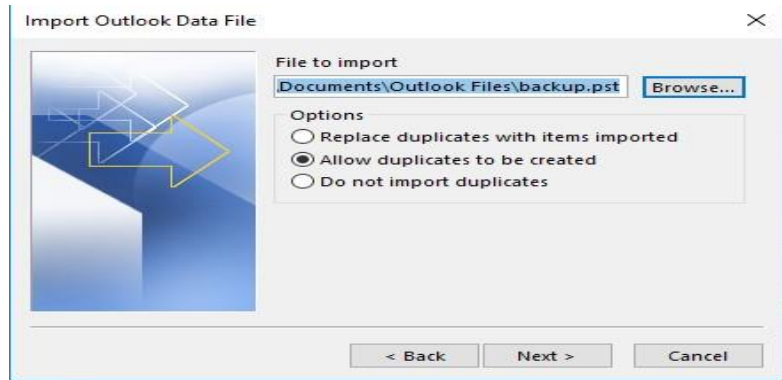 Import Outlook Data File
File to import
.Documents\Outlook Files\backup.pst
Browse...
Options
Replace duplicates with items imported
Allow duplicates to be created
Do not import duplicates
< Back
Next >
Cancel